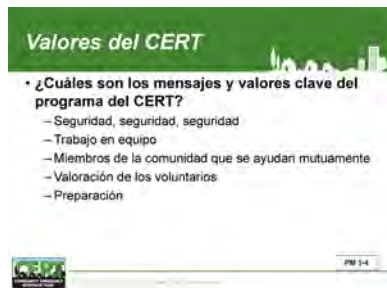 Valores del CERT
• ¿Cuáles son los mensajes y valores clave del
programa del CERT?
– Seguridad, seguridad, seguridad
– Trabajo en equipo
– Miembros de la comunidad que se ayudan mutuamente
– Valoración de los voluntarios
– Preparación
CERT
PM 1-4